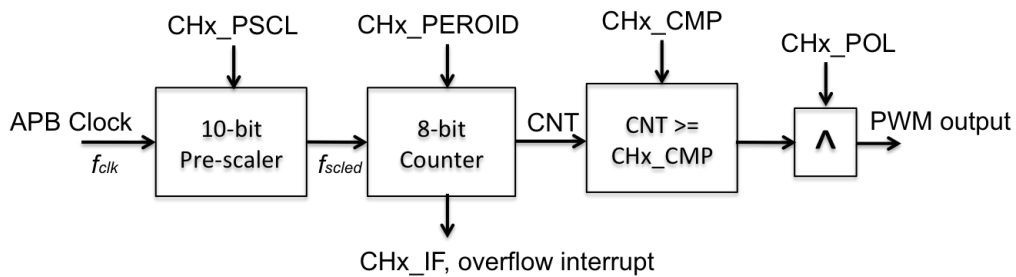 CHx_PSCL
CHx_PEROID
CHx_CMP
CHx_POL
APB Clock
fclk
10-bit
Pre-scaler
fscled
8-bit
Counter
CNT
CNT >=
CHx_CMP
^
PWM output
CHx_IF, overflow interrupt